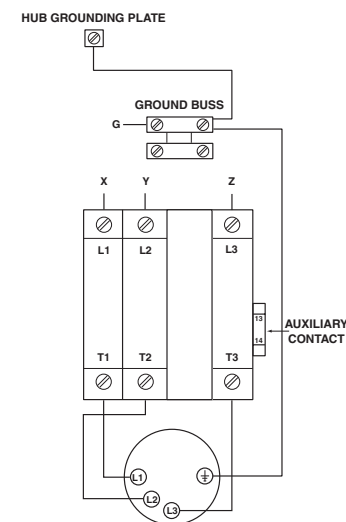 HUB GROUNDING PLATE
GROUND BUSS
G
X Y Z
L1 L2 L3
13
AUXILIARY
14
CONTACT
T1 T2 T3
L1
L2
L3